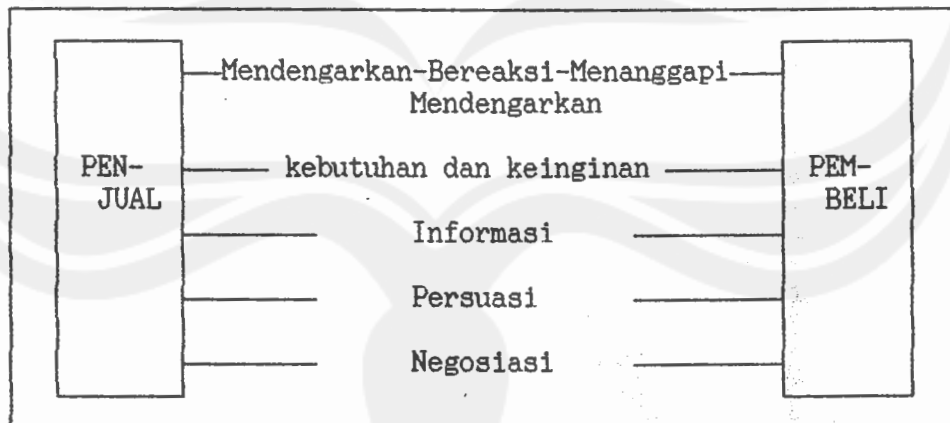 Mendengarkan-Bereaksi-Menanggapi
Mendengarkan
PEN-
JUAL
kebutuhan dan keinginan
PEM-
BELI
Informasi
Persuasi
Negosiasi